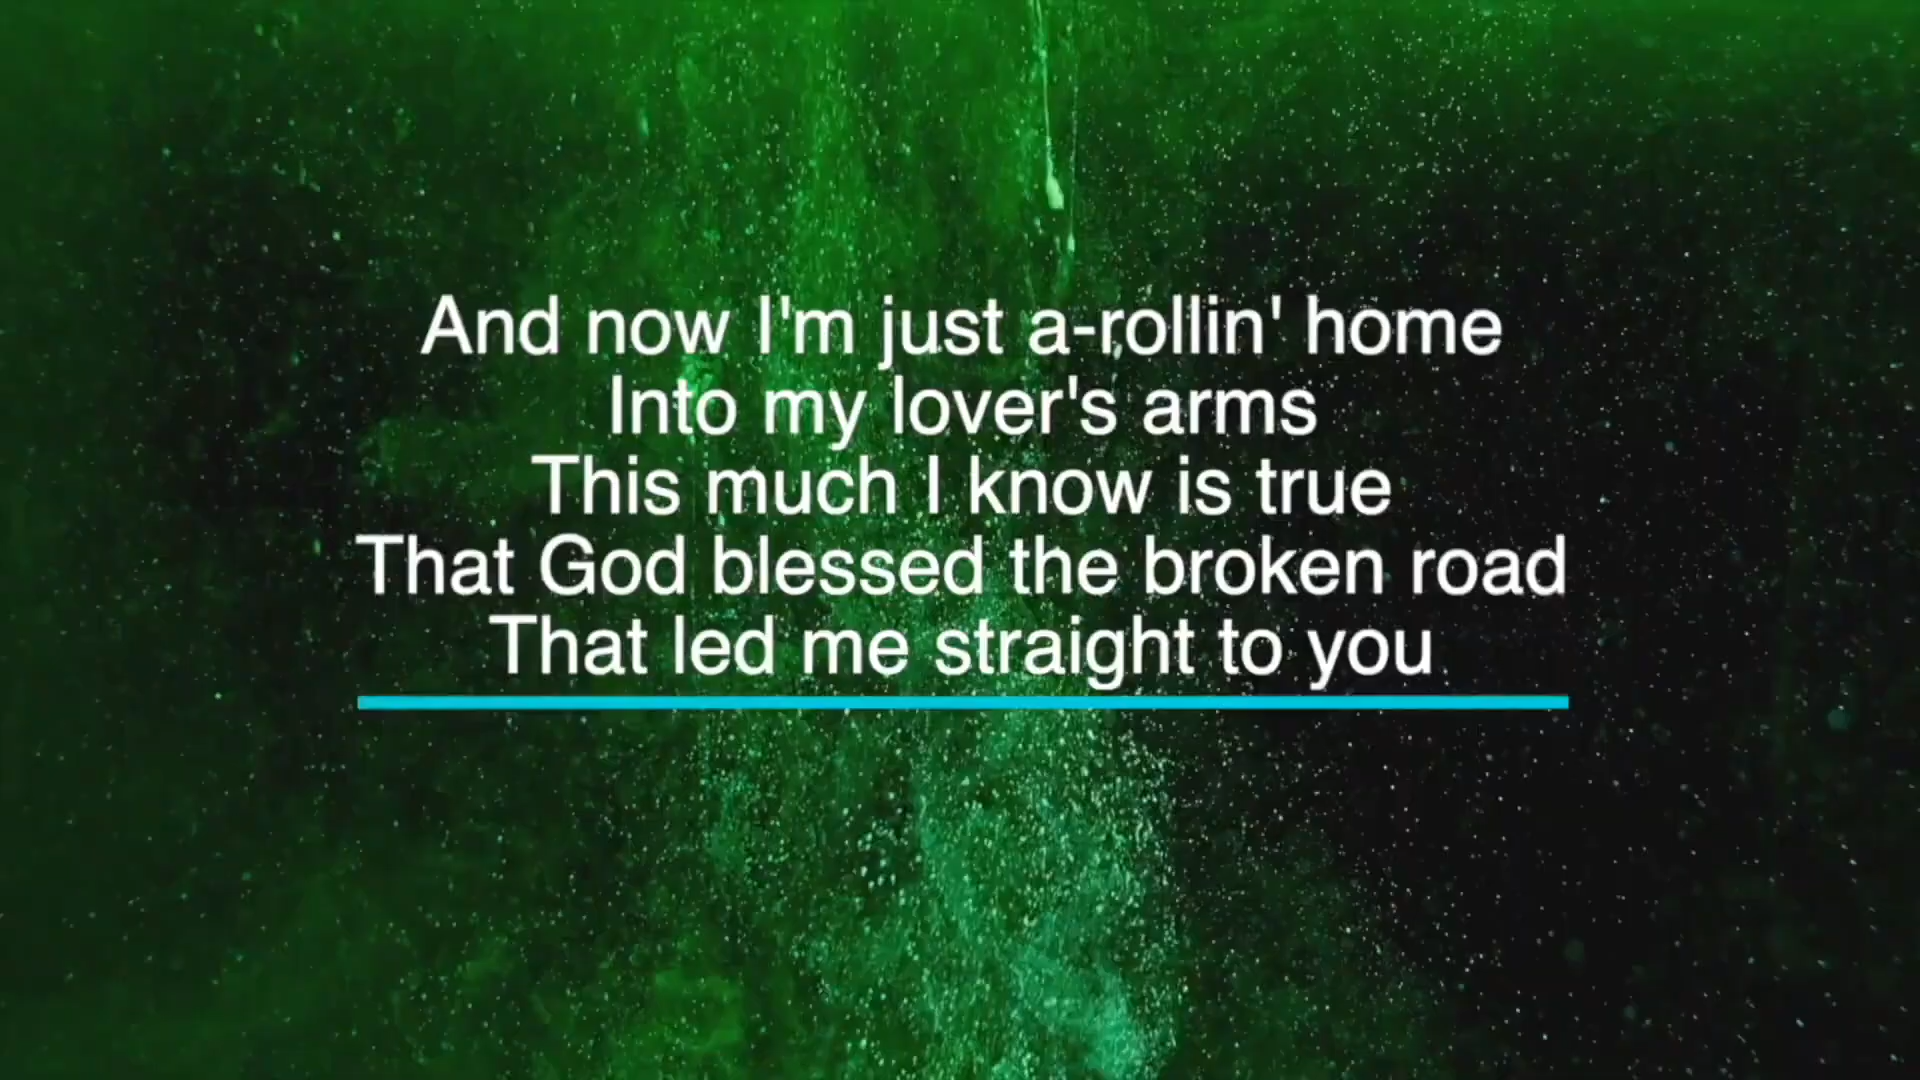 And now I'm just a-rollin' home
Into my lover's arms
This much I know is true
That God blessed the broken road
That led me straight to you